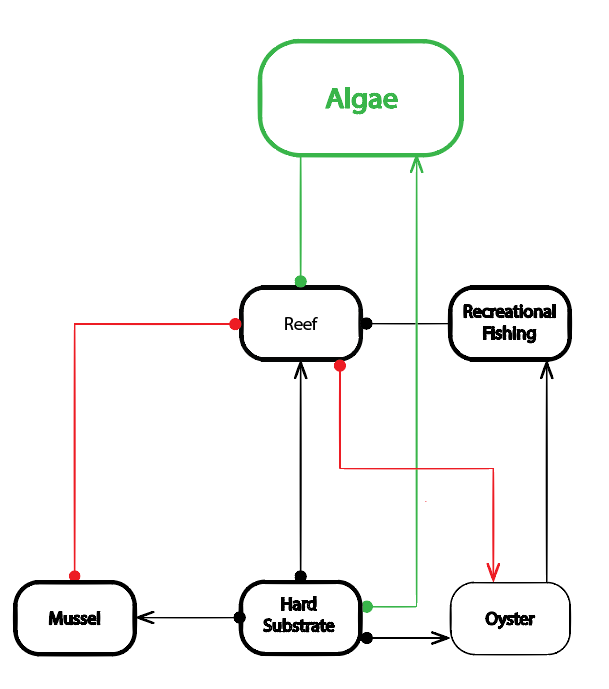 Algae
Reef
Recreational
Fishing
Mussel
Hard
Substrate
Oyster